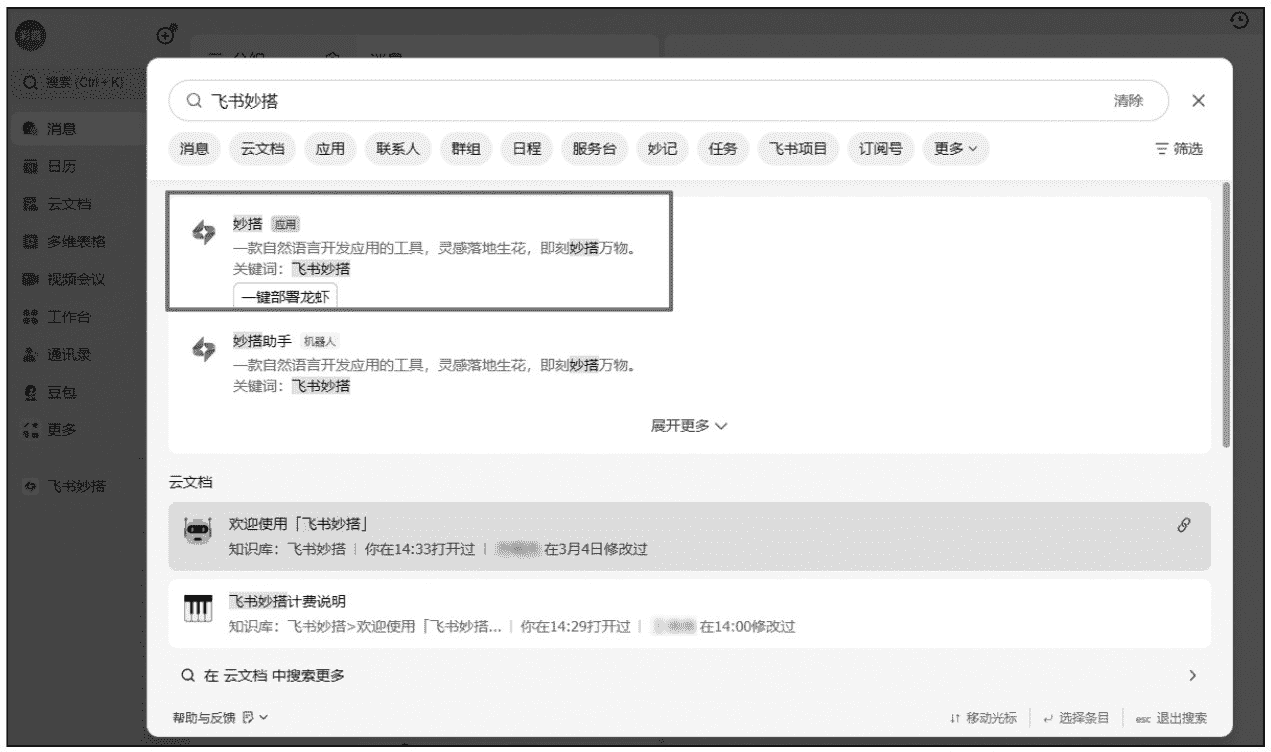 搜索 (Ctrl + K)
消息
日历
云文档
多维表格
视频会议
工作台
通讯录
豆包
更多
飞书妙搭
飞书妙搭
清除
消息 云文档 应用 联系人 群组 日程 服务台 妙记 任务 飞书项目 订阅号 更多 筛选
妙搭 应用
一款自然语言开发应用的工具，灵感落地生花，即刻妙搭万物。
关键词：飞书妙搭
一键部署龙虾
妙搭助手 机器人
一款自然语言开发应用的工具，灵感落地生花，即刻妙搭万物。
关键词：飞书妙搭
展开更多
云文档
欢迎使用「飞书妙搭」
知识库：飞书妙搭 | 你在14:33打开过 | 在3月4日修改过
飞书妙搭计费说明
知识库：飞书妙搭>欢迎使用「飞书妙搭... | 你在14:29打开过 | 在14:00修改过
在 云文档 中搜索更多
帮助与反馈
移动光标 选择条目 esc 退出搜索